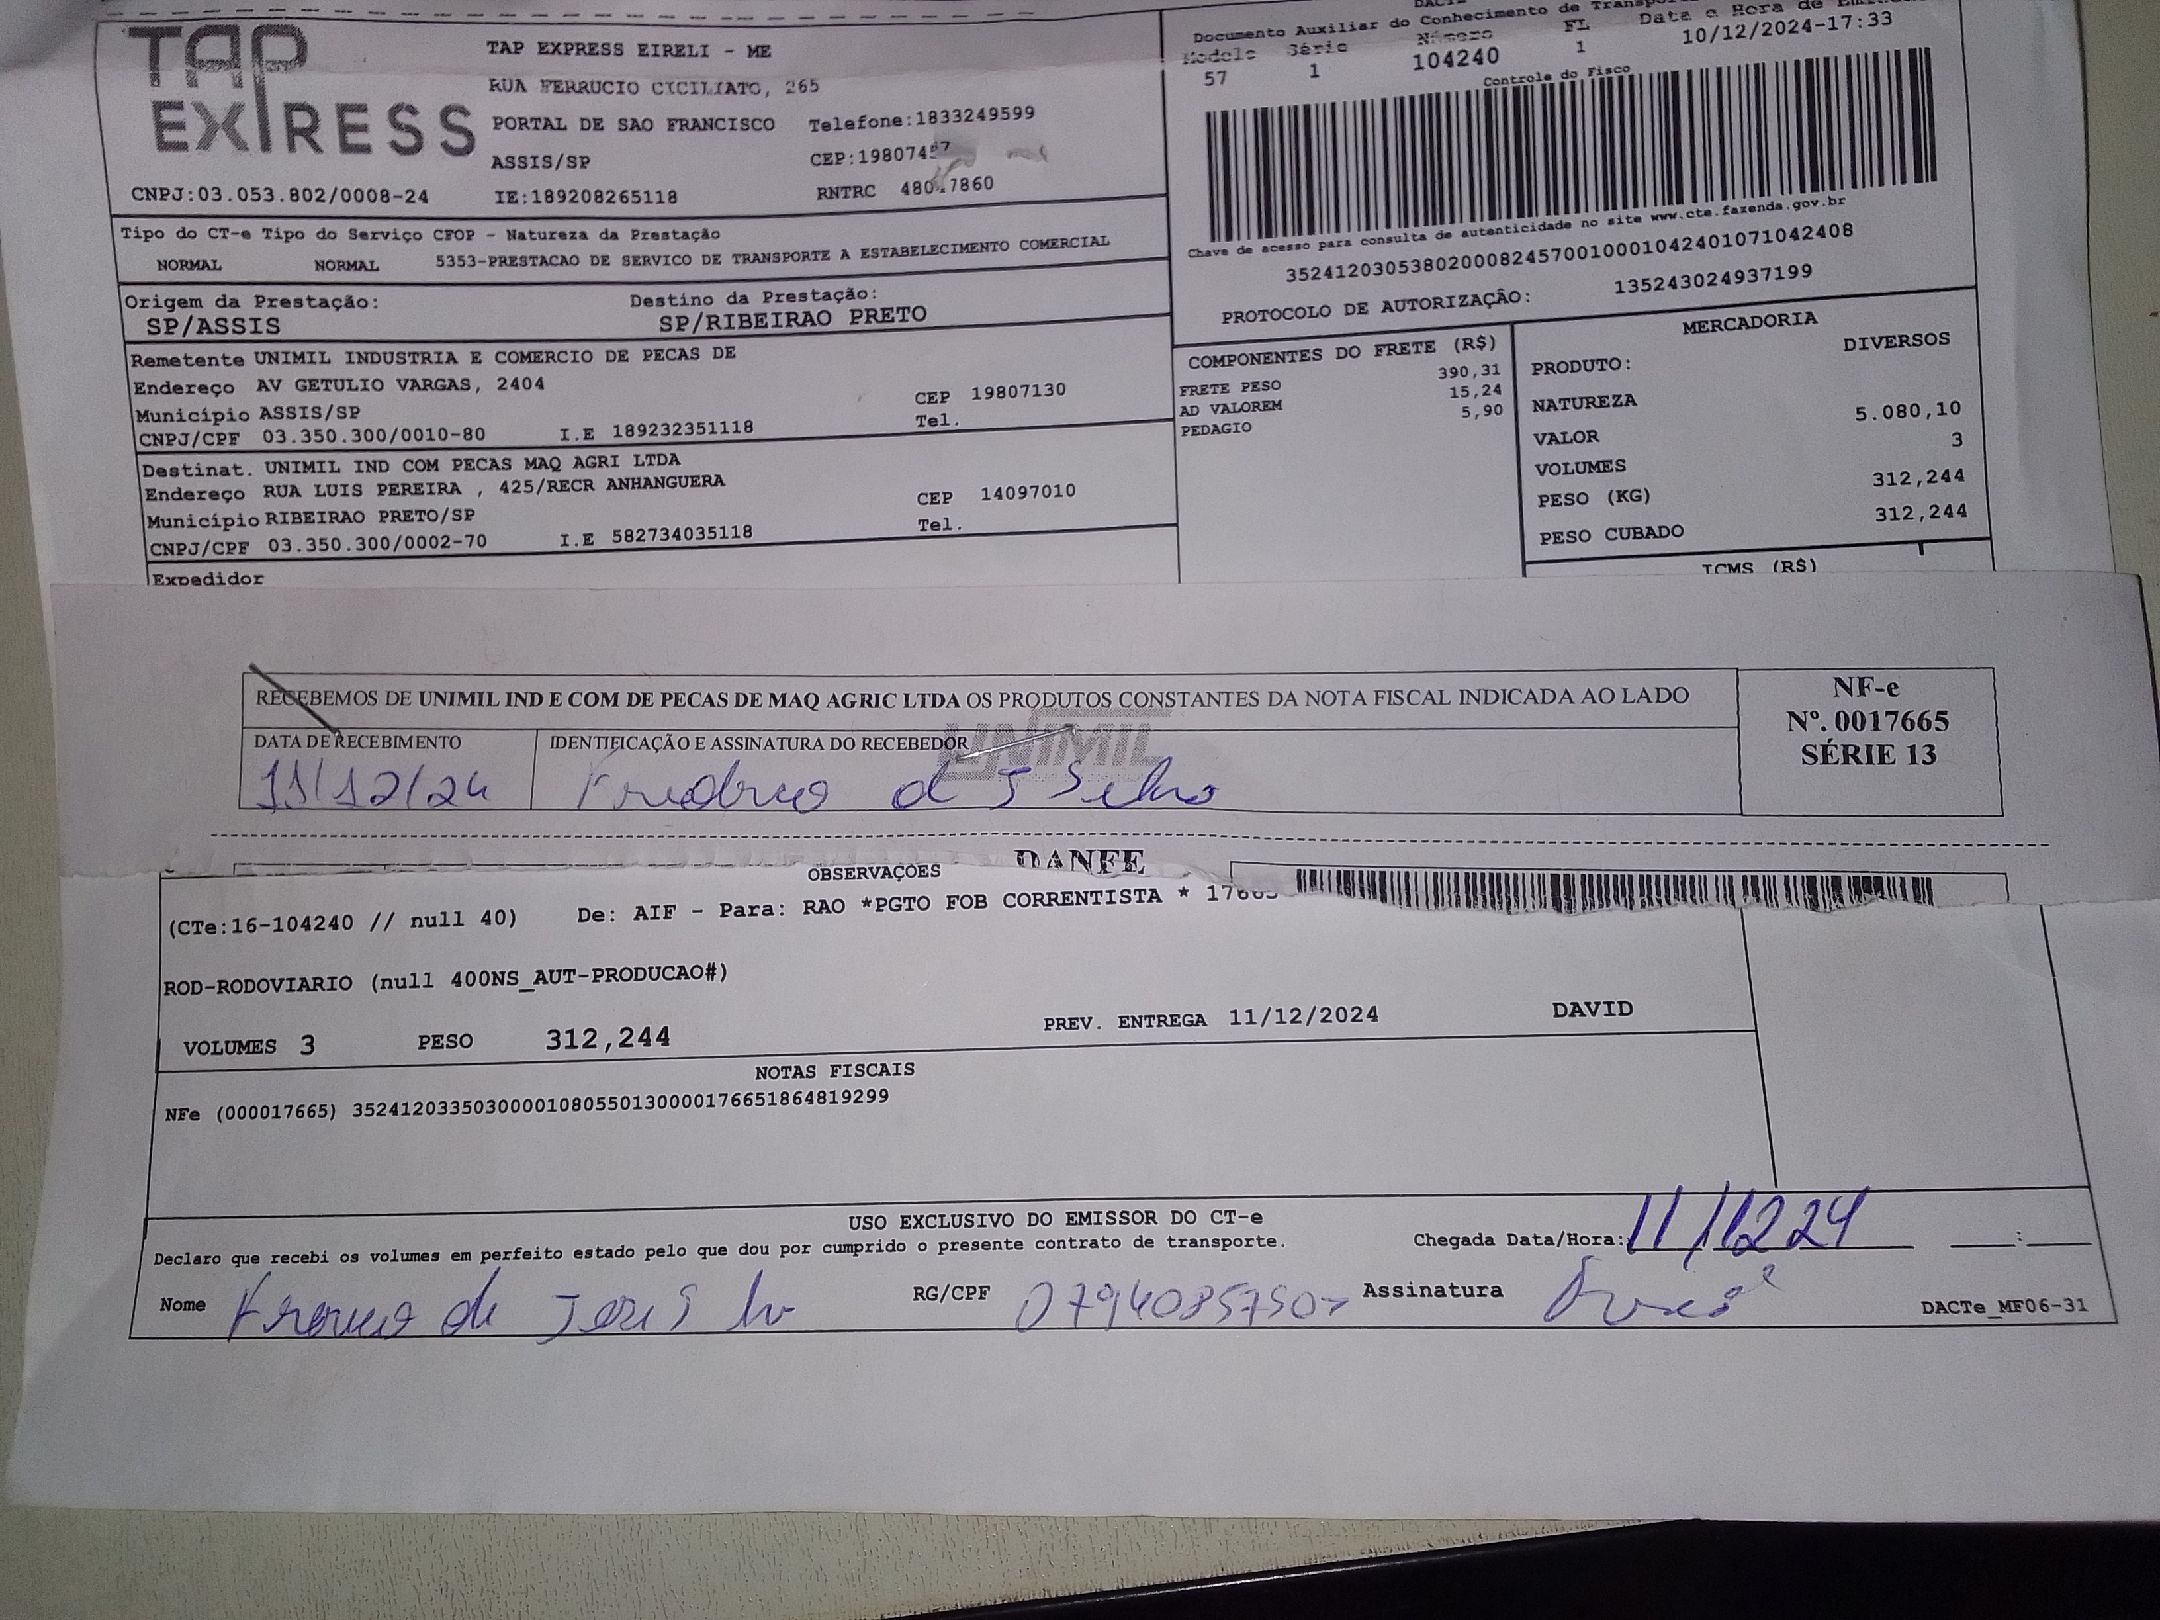 TAP EXPRESS
TAP EXPRESS EIRELI - ME
RUA FERRUCIO CICILIATO, 265
PORTAL DE SAO FRANCISCO Telefone:1833249599
ASSIS/SP
CNPJ:03.053.802/0008-24 IE:189208265118 RNTRC
Documento Auxiliar do Conhecimento de
Modelo Série Número FL Data e Hora de
57 1 104240 1 10/12/2024-17:33
Controle do Fisco
Chave de acesso para consulta de autenticidade no site www.cte.fazenda.gov.br
35241203053802000824570010001042401071042408
PROTOCOLO DE AUTORIZAÇÃO: 135243024937199
Tipo do CT-e Tipo do Serviço CFOP - Natureza da Prestação
NORMAL NORMAL 5353-PRESTACAO DE SERVICO DE TRANSPORTE A ESTABELECIMENTO COMERCIAL
Origem da Prestação: Destino da Prestação:
SP/ASSIS SP/RIBEIRAO PRETO
Remetente UNIMIL INDUSTRIA E COMERCIO DE PECAS DE
Endereço AV GETULIO VARGAS, 2404
CEP 19807130
Município ASSIS/SP
Tel.
CNPJ/CPF 03.350.300/0010-80 I.E 189232351118
Destinat. UNIMIL IND COM PECAS MAQ AGRI LTDA
Endereço RUA LUIS PEREIRA , 425/RECR ANHANGUERA
CEP 14097010
Município RIBEIRAO PRETO/SP
Tel.
CNPJ/CPF 03.350.300/0002-70 I.E 582734035118
Expedidor
COMPONENTES DO FRETE (R$)
FRETE PESO 390,31
AD VALOREM 15,24
PEDAGIO 5,90
MERCADORIA
PRODUTO: DIVERSOS
NATUREZA
VALOR 5.080,10
VOLUMES 3
PESO (KG) 312,244
PESO CUBADO 312,244
ICMS (R$)
RECEBEMOS DE UNIMIL IND E COM DE PECAS DE MAQ AGRIC LTDA OS PRODUTOS CONSTANTES DA NOTA FISCAL INDICADA AO LADO
NF-e
Nº. 0017665
SÉRIE 13
DATA DE RECEBIMENTO IDENTIFICAÇÃO E ASSINATURA DO RECEBEDOR
UNIMIL
11/12/24
DANFE
OBSERVAÇÕES
(CTe:16-104240 // null 40) De: AIF - Para: RAO *PGTO FOB CORRENTISTA *
ROD-RODOVIARIO (null 400NS_AUT-PRODUCAO#)
VOLUMES 3 PESO 312,244 PREV. ENTREGA 11/12/2024 DAVID
NOTAS FISCAIS
NFe (000017665) 35241203350300001080550130000176651864819299
USO EXCLUSIVO DO EMISSOR DO CT-e
Declaro que recebi os volumes em perfeito estado pelo que dou por cumprido o presente contrato de transporte.
Chegada Data/Hora: :
Nome RG/CPF Assinatura
DACTe_MF06-31